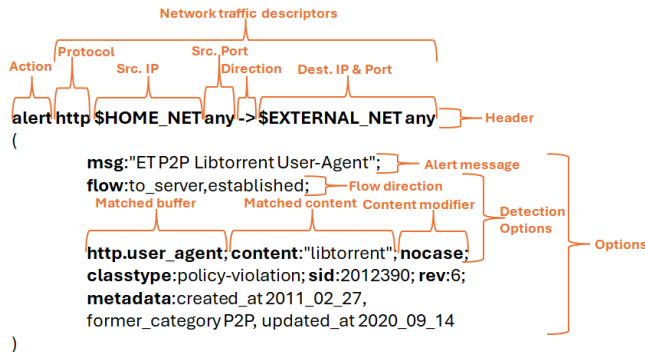 Network traffic descriptors
Protocol
Src. Port
Action
Src. IP
Direction
Dest. IP & Port
alert http $HOME_NET any -> $EXTERNAL_NET any
Header
(
msg:"ET P2P Libtorrent User-Agent";
Alert message
flow:to_server,established;
Flow direction
Matched buffer
Matched content
Content modifier
Detection
Options
Options
http.user_agent; content:"libtorrent"; nocase;
classtype:policy-violation; sid:2012390; rev:6;
metadata:created_at 2011_02_27,
former_category P2P, updated_at 2020_09_14
)